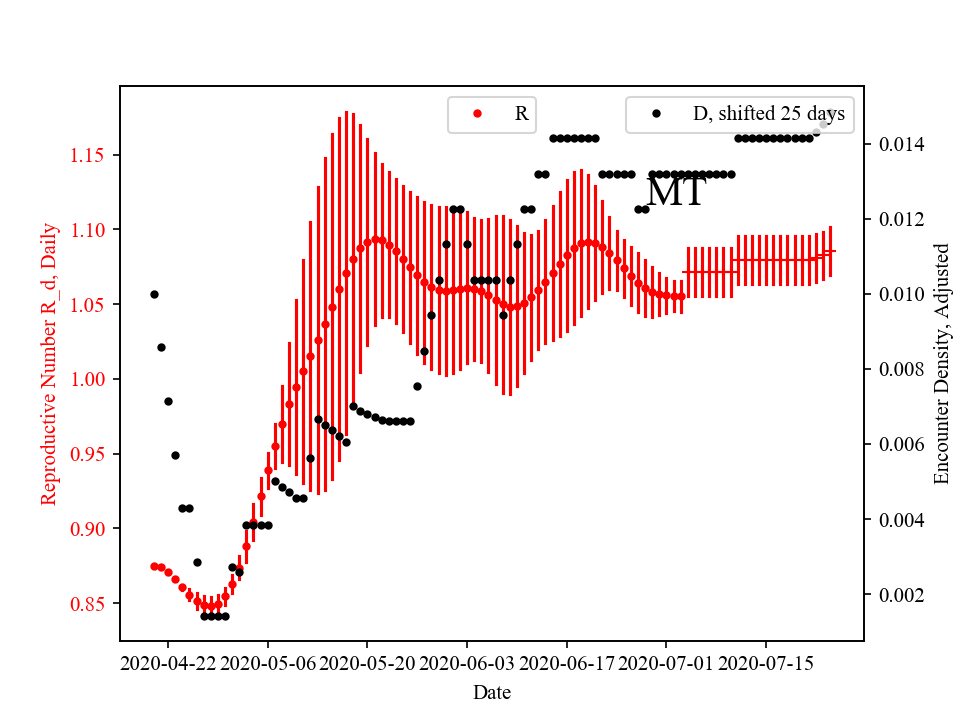 R
D, shifted 25 days
MT
Reproductive Number R_d, Daily
1.15
1.10
1.05
1.00
0.95
0.90
0.85
0.014
0.012
0.010
0.008
0.006
0.004
0.002
Encounter Density, Adjusted
2020-04-22 2020-05-06 2020-05-20 2020-06-03 2020-06-17 2020-07-01 2020-07-15
Date